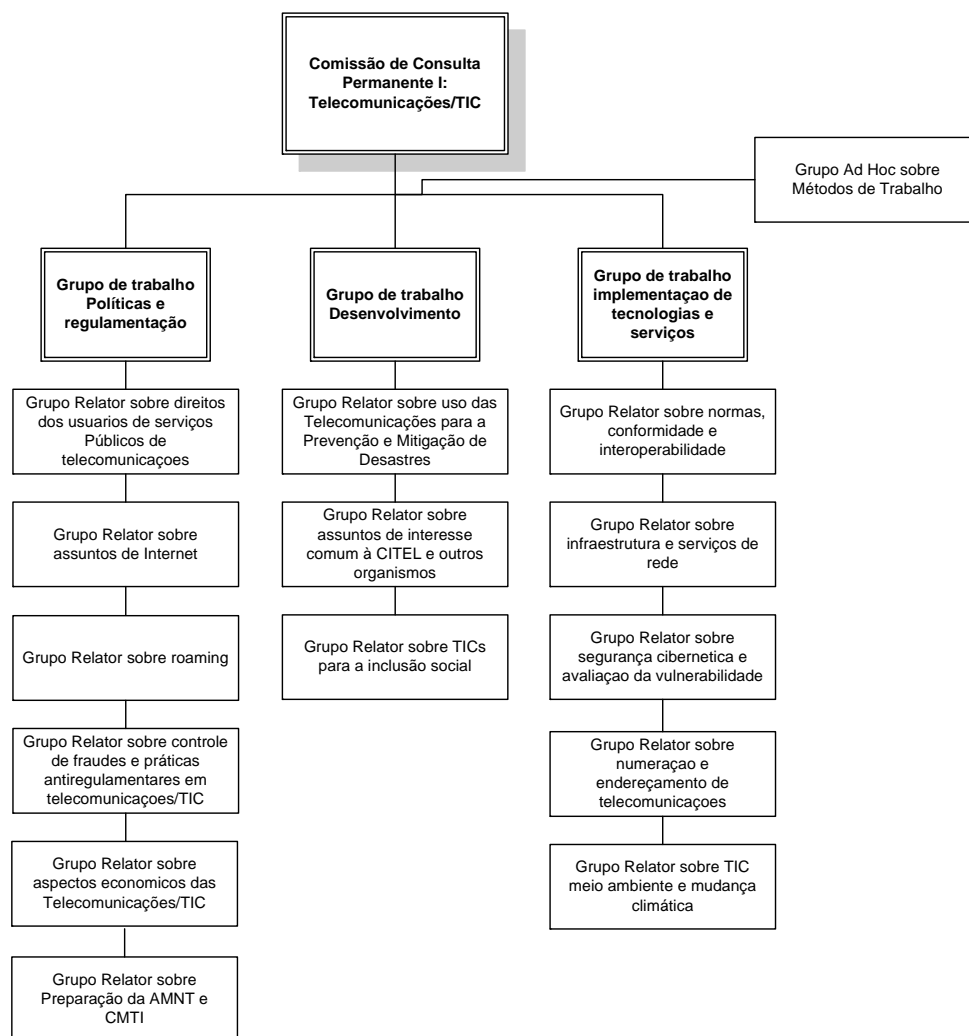 Comissão de Consulta
Permanente I:
Telecomunicações/TIC
Grupo Ad Hoc sobre
Métodos de Trabalho
Grupo de trabalho
Políticas e
regulamentação
Grupo Relator sobre direitos
dos usuarios de serviços
Públicos de
telecomunicaçoes
Grupo Relator sobre
assuntos de Internet
Grupo Relator sobre roaming
Grupo Relator sobre controle
de fraudes e práticas
antiregulamentares em
telecomunicaçoes/TIC
Grupo Relator sobre
aspectos economicos das
Telecomunicações/TIC
Grupo Relator sobre
Preparação da AMNT e
CMTI
Grupo de trabalho
Desenvolvimento
Grupo Relator sobre uso das
Telecomunicações para a
Prevenção e Mitigação de
Desastres
Grupo Relator sobre
assuntos de interesse
comum à CITEL e outros
organismos
Grupo Relator sobre TICs
para a inclusão social
Grupo de trabalho
implementaçao de
tecnologias e
serviços
Grupo Relator sobre normas,
conformidade e
interoperabilidade
Grupo Relator sobre
infraestrutura e serviços de
rede
Grupo Relator sobre
segurança cibernetica e
avaliaçao da vulnerabilidade
Grupo Relator sobre
numeraçao e
endereçamento de
telecomunicaçoes
Grupo Relator sobre TIC
meio ambiente e mudança
climática